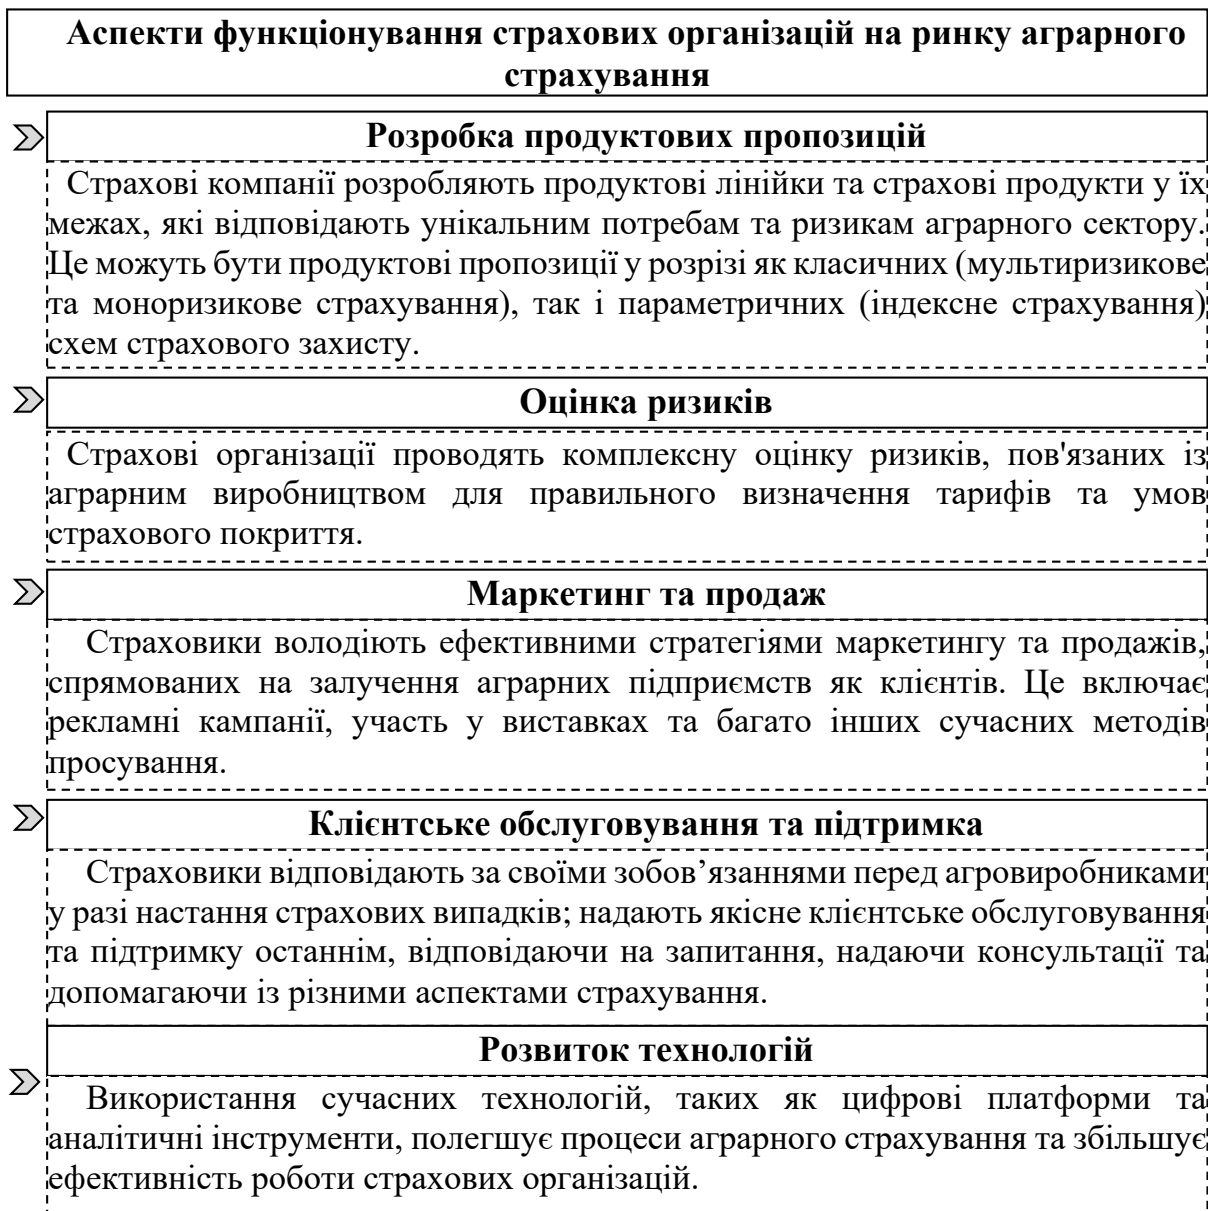 Аспекти функціонування страхових організацій на ринку аграрного
страхування
Розробка продуктових пропозицій
Страхові компанії розробляють продуктові лінійки та страхові продукти у їх
межах, які відповідають унікальним потребам та ризикам аграрного сектору.
Це можуть бути продуктові пропозиції у розрізі як класичних (мультиризикове
та моноризикове страхування), так і параметричних (індексне страхування)
схем страхового захисту.
Оцінка ризиків
Страхові організації проводять комплексну оцінку ризиків, пов'язаних із
аграрним виробництвом для правильного визначення тарифів та умов
страхового покриття.
Маркетинг та продаж
Страховики володіють ефективними стратегіями маркетингу та продажів,
спрямованих на залучення аграрних підприємств як клієнтів. Це включає
рекламні кампанії, участь у виставках та багато інших сучасних методів
просування.
Клієнтське обслуговування та підтримка
Страховики відповідають за своїми зобов’язаннями перед агровиробниками
у разі настання страхових випадків; надають якісне клієнтське обслуговування
та підтримку останнім, відповідаючи на запитання, надаючи консультації та
допомагаючи із різними аспектами страхування.
Розвиток технологій
Використання сучасних технологій, таких як цифрові платформи та
аналітичні інструменти, полегшує процеси аграрного страхування та збільшує
ефективність роботи страхових організацій.